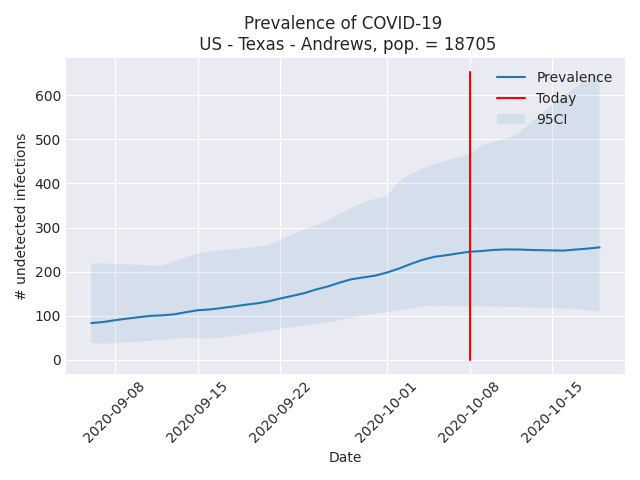 Prevalence of COVID-19
US - Texas - Andrews, pop. = 18705
Prevalence
Today
95CI
# undetected infections
600
500
400
300
200
100
0
2020-09-08
2020-09-15
2020-09-22
2020-10-01
2020-10-08
2020-10-15
Date